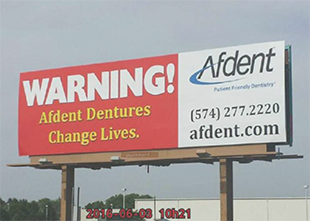 WARNING!
Afdent Dentures
Change Lives.
Afdent
Patient Friendly Dentistry
(574) 277.2220
afdent.com
2016-06-03 10h21